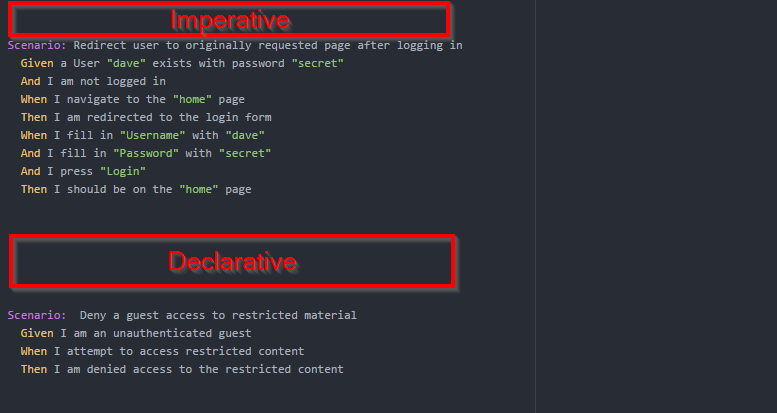 Imperative
Scenario: Redirect user to originally requested page after logging in
Given a User "dave" exists with password "secret"
And I am not logged in
When I navigate to the "home" page
Then I am redirected to the login form
When I fill in "Username" with "dave"
And I fill in "Password" with "secret"
And I press "Login"
Then I should be on the "home" page
Declarative
Scenario:  Deny a guest access to restricted material
Given I am an unauthenticated guest
When I attempt to access restricted content
Then I am denied access to the restricted content